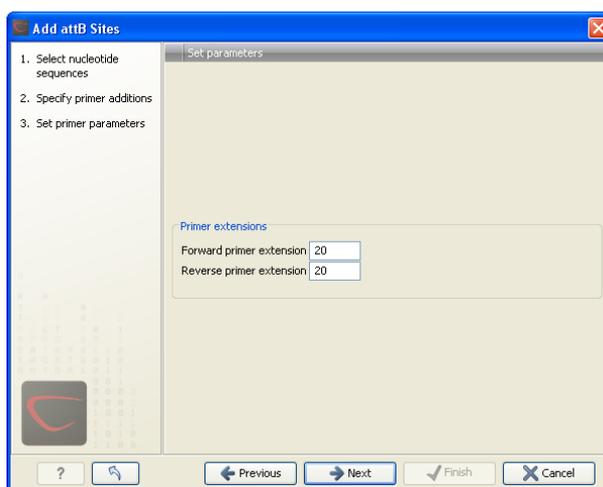 Add attB Sites
1. Select nucleotide
sequences
2. Specify primer additions
3. Set primer parameters
Set parameters
Primer extensions
Forward primer extension 20
Reverse primer extension 20
? Previous Next Finish Cancel